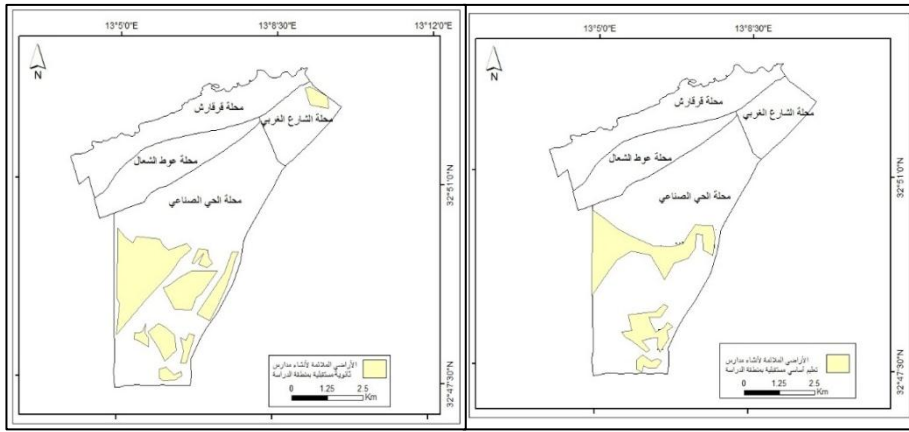 13°5'0"E
13°8'30"E
13°12'0"E
N
محلة قرقارش
محلة الشارع الغربي
محلة غوط الشعال
محلة الحي الصناعي
32°51'0"N
32°47'30"N
الأراضي الملائمة لأنشاء مدارس
ثانوية مستقبلية بمنطقة الدراسة
0 1.25 2.5
Km
13°5'0"E
13°8'30"E
N
محلة قرقارش
محلة الشارع الغربي
محلة غوط الشعال
محلة الحي الصناعي
32°51'0"N
32°47'30"N
الأراضي الملائمة لأنشاء مدارس
تعليم أساسي مستقبلية بمنطقة الدراسة
0 1.25 2.5
Km